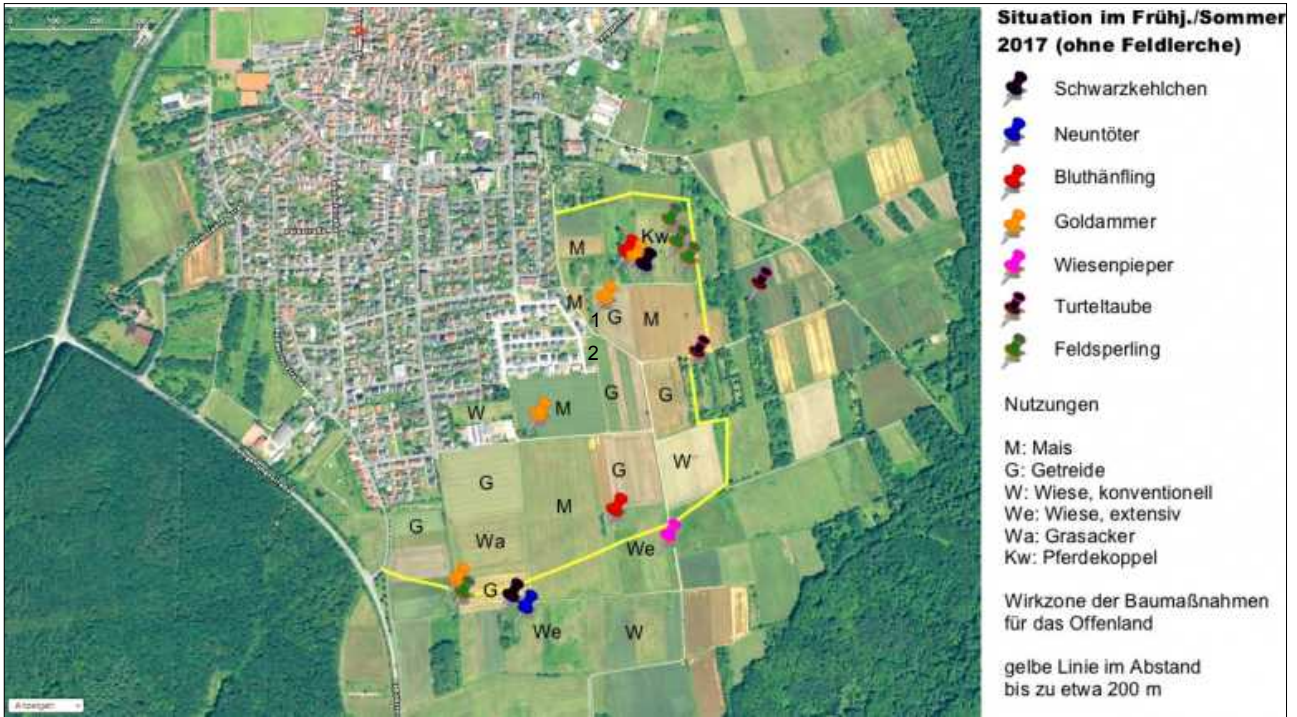 Situation im Frühj./Sommer
2017 (ohne Feldlerche)
Schwarzkehlchen
Neuntöter
Bluthänfling
Goldammer
Wiesenpieper
Turteltaube
Feldsperling
Nutzungen
M: Mais
G: Getreide
W: Wiese, konventionell
We: Wiese, extensiv
Wa: Grasacker
Kw: Pferdekoppel
Wirkzone der Baumaßnahmen
für das Offenland
gelbe Linie im Abstand
bis zu etwa 200 m
Kw
M
M
1
G
M
2
G
G
W
M
G
W
G
M
G
Wa
We
G
We
W